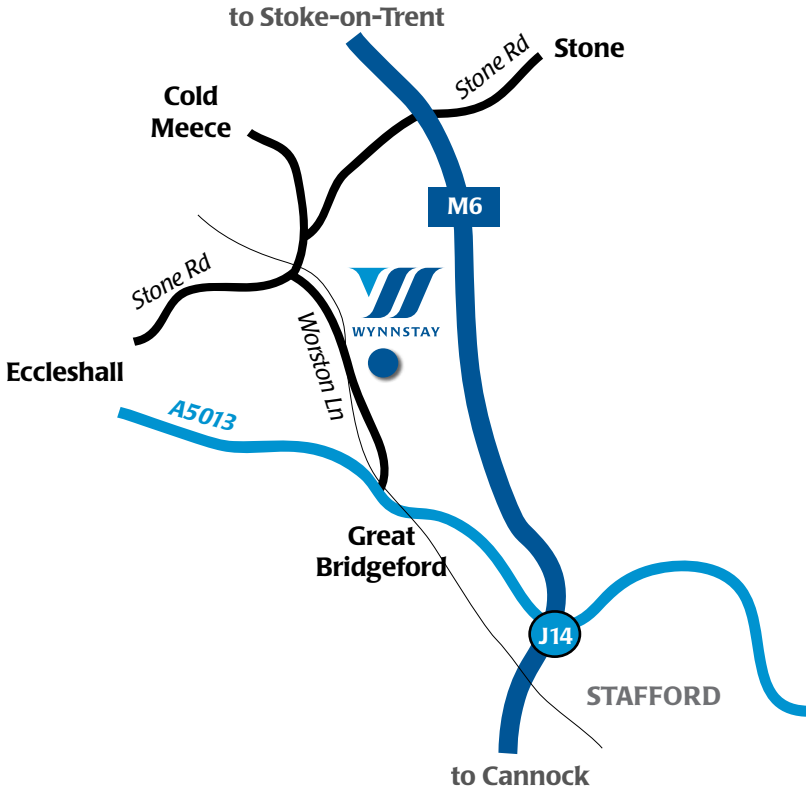 to Stoke-on-Trent
Stone Rd
Stone
Cold
Meece
M6
Stone Rd
WYNNSTAY
Worston Ln
Eccleshall
A5013
Great
Bridgeford
J14
STAFFORD
to Cannock